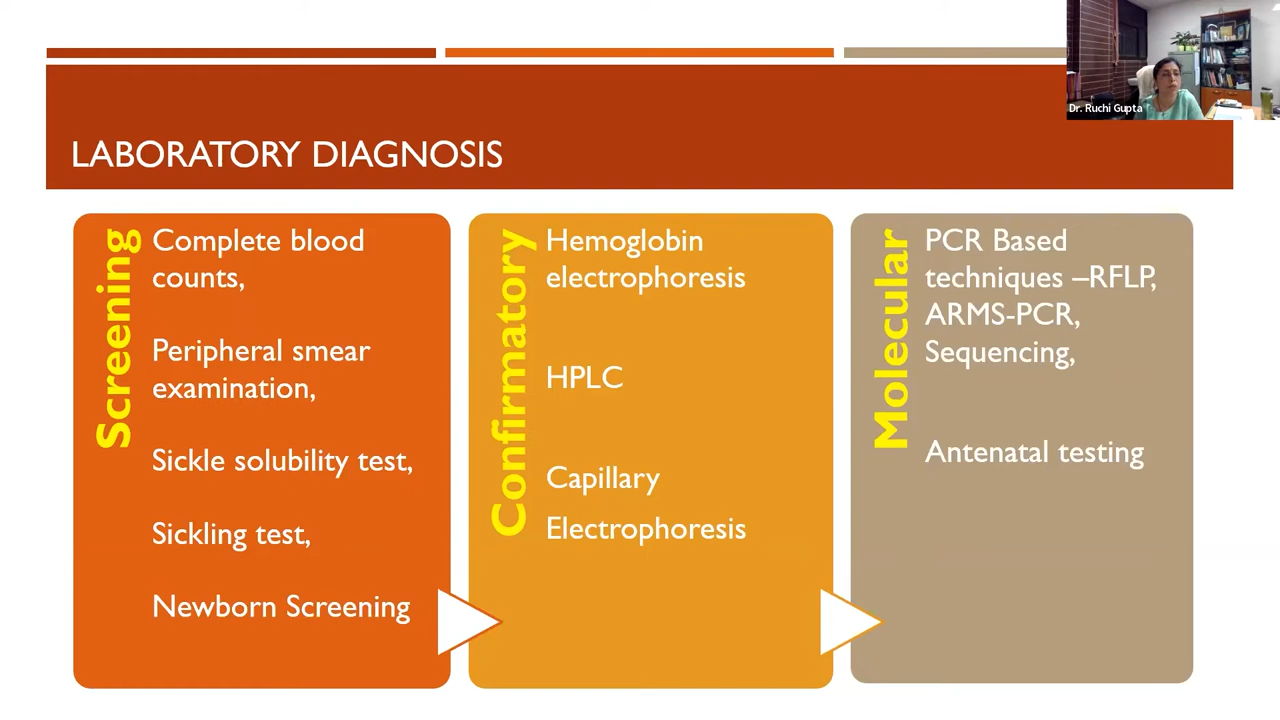 Dr. Ruchi Gupta
LABORATORY DIAGNOSIS
Screening
Complete blood
counts,
Peripheral smear
examination,
Sickle solubility test,
Sickling test,
Newborn Screening
Confirmatory
Hemoglobin
electrophoresis
HPLC
Capillary
Electrophoresis
Molecular
PCR Based
techniques –RFLP,
ARMS-PCR,
Sequencing,
Antenatal testing